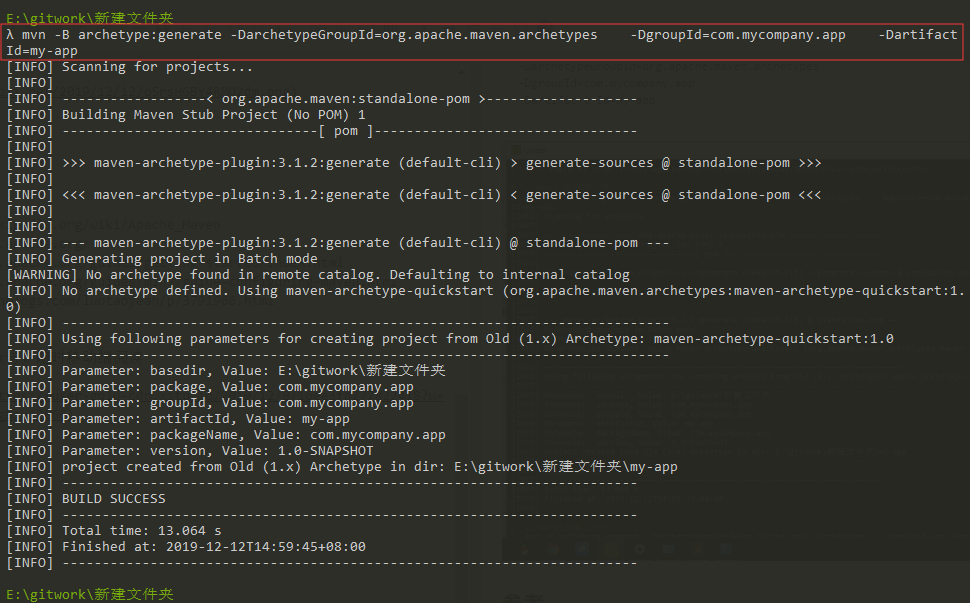 E:\gitwork\新建文件夹
λ mvn -B archetype:generate -DarchetypeGroupId=org.apache.maven.archetypes    -DgroupId=com.mycompany.app    -Dartifact
Id=my-app
[INFO] Scanning for projects...
[INFO]
[INFO] ------------------< org.apache.maven:standalone-pom >-------------------
[INFO] Building Maven Stub Project (No POM) 1
[INFO] --------------------------------[ pom ]---------------------------------
[INFO]
[INFO] >>> maven-archetype-plugin:3.1.2:generate (default-cli) > generate-sources @ standalone-pom >>>
[INFO]
[INFO] <<< maven-archetype-plugin:3.1.2:generate (default-cli) < generate-sources @ standalone-pom <<<
[INFO]
[INFO]
[INFO] --- maven-archetype-plugin:3.1.2:generate (default-cli) @ standalone-pom ---
[INFO] Generating project in Batch mode
[WARNING] No archetype found in remote catalog. Defaulting to internal catalog
[INFO] No archetype defined. Using maven-archetype-quickstart (org.apache.maven.archetypes:maven-archetype-quickstart:1.
0)
[INFO] ----------------------------------------------------------------------------
[INFO] Using following parameters for creating project from Old (1.x) Archetype: maven-archetype-quickstart:1.0
[INFO] ----------------------------------------------------------------------------
[INFO] Parameter: basedir, Value: E:\gitwork\新建文件夹
[INFO] Parameter: package, Value: com.mycompany.app
[INFO] Parameter: groupId, Value: com.mycompany.app
[INFO] Parameter: artifactId, Value: my-app
[INFO] Parameter: packageName, Value: com.mycompany.app
[INFO] Parameter: version, Value: 1.0-SNAPSHOT
[INFO] project created from Old (1.x) Archetype in dir: E:\gitwork\新建文件夹\my-app
[INFO] ------------------------------------------------------------------------
[INFO] BUILD SUCCESS
[INFO] ------------------------------------------------------------------------
[INFO] Total time: 13.064 s
[INFO] Finished at: 2019-12-12T14:59:45+08:00
[INFO] ------------------------------------------------------------------------
E:\gitwork\新建文件夹